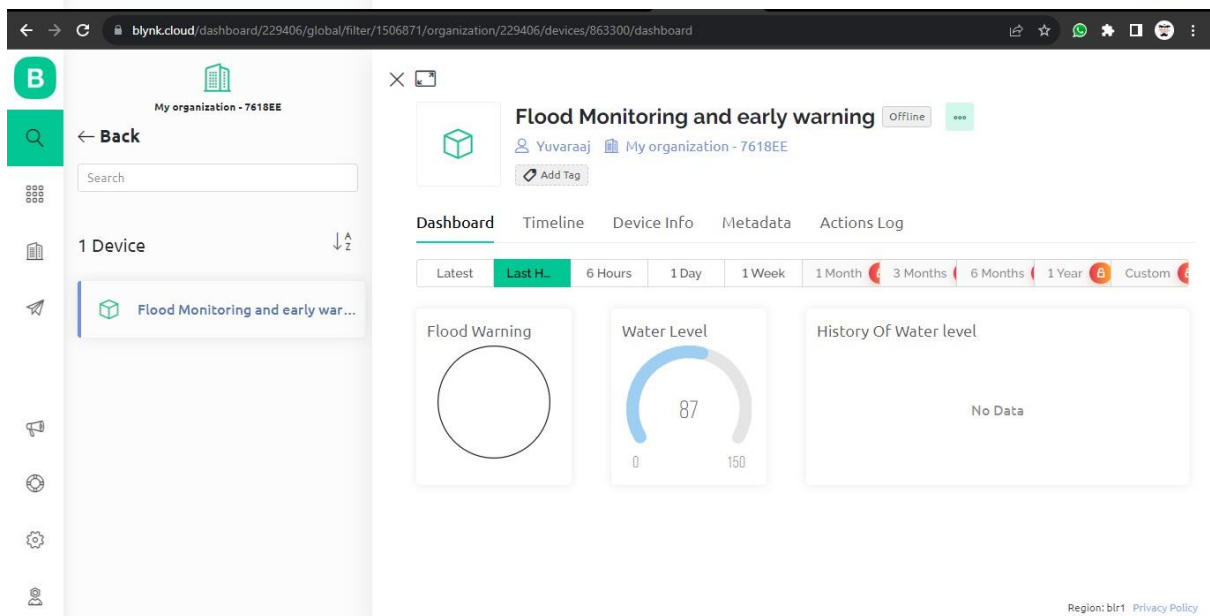 blynk.cloud/dashboard/229406/global/filter/1506871/organization/229406/devices/863300/dashboard
B
My organization - 7618EE
← Back
Search
1 Device
A
Z
Flood Monitoring and early war...
Flood Monitoring and early warning Offline
Yuvaraaj My organization - 7618EE
Add Tag
Dashboard Timeline Device Info Metadata Actions Log
Latest Last H... 6 Hours 1 Day 1 Week 1 Month 3 Months 6 Months 1 Year Custom
Flood Warning
Water Level
87
0 150
History Of Water level
No Data
Region: blr1 Privacy Policy